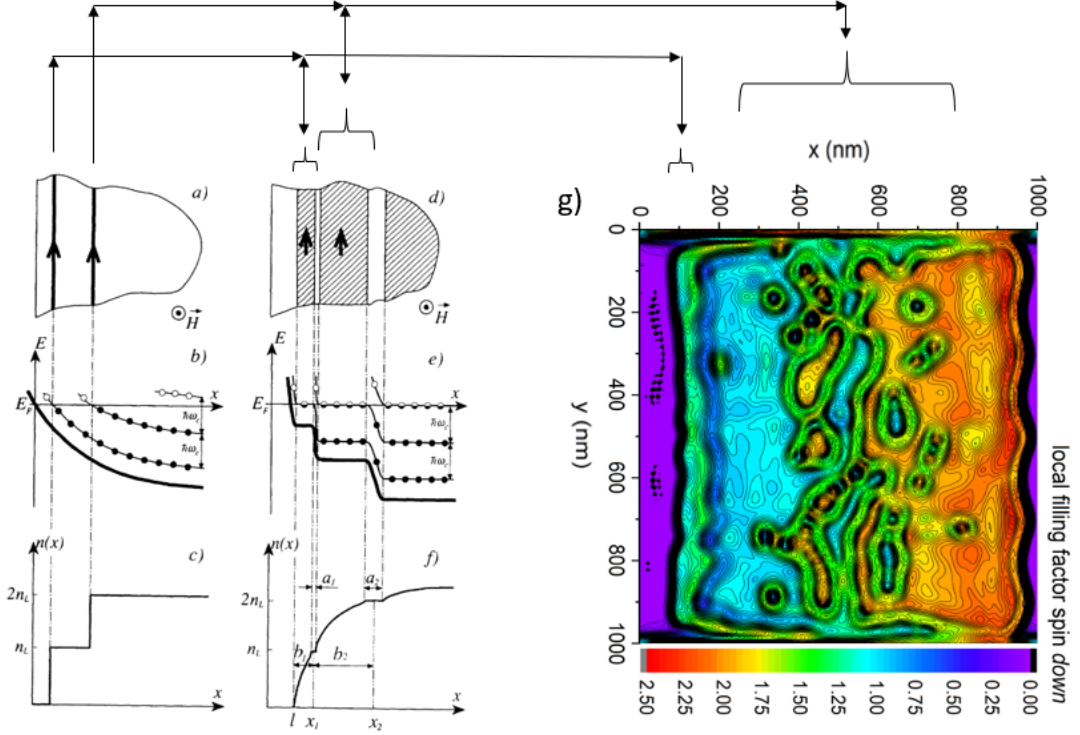 a)
H
E
b)
E_F
x
ħω_c
ħω_c
n(x)
c)
2n_L
n_L
x
d)
H
E
e)
E_F
x
ħω_c
ħω_c
n(x)
f)
a_1
a_2
2n_L
n_L
b_1
b_2
x
l
x_1
x_2
g)
x (nm)
0
200
400
600
800
1000
y (nm)
0
200
400
600
800
1000
local filling factor spin down
2.50
2.25
2.00
1.75
1.50
1.25
1.00
0.75
0.50
0.25
0.00